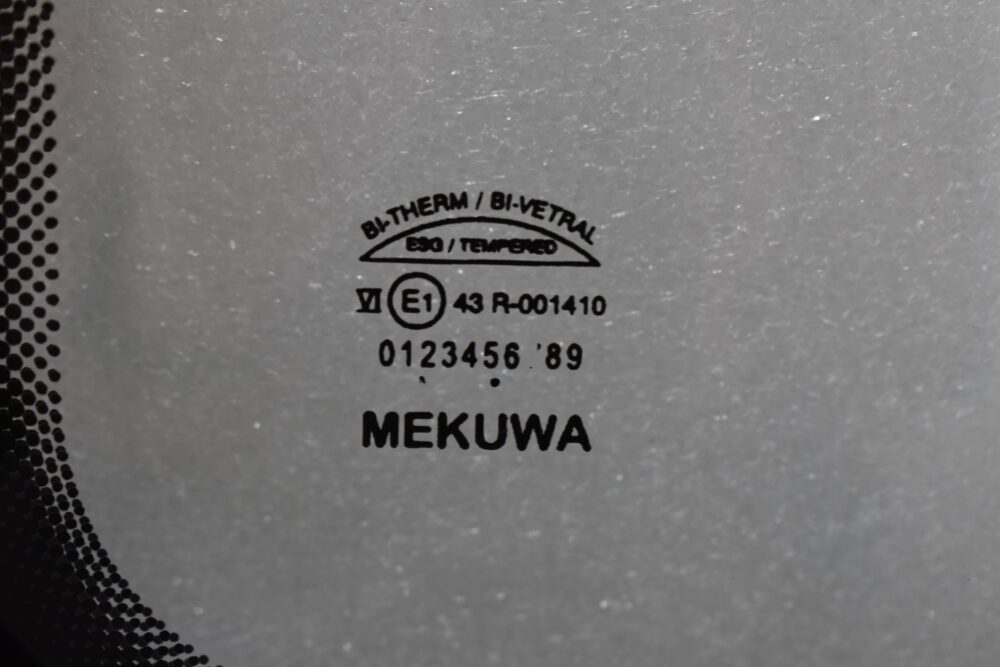 BI-THERM / BI-VETRAL
ESG / TEMPERED
VI E1 43 R-001410
0123456 '89
MEKUWA